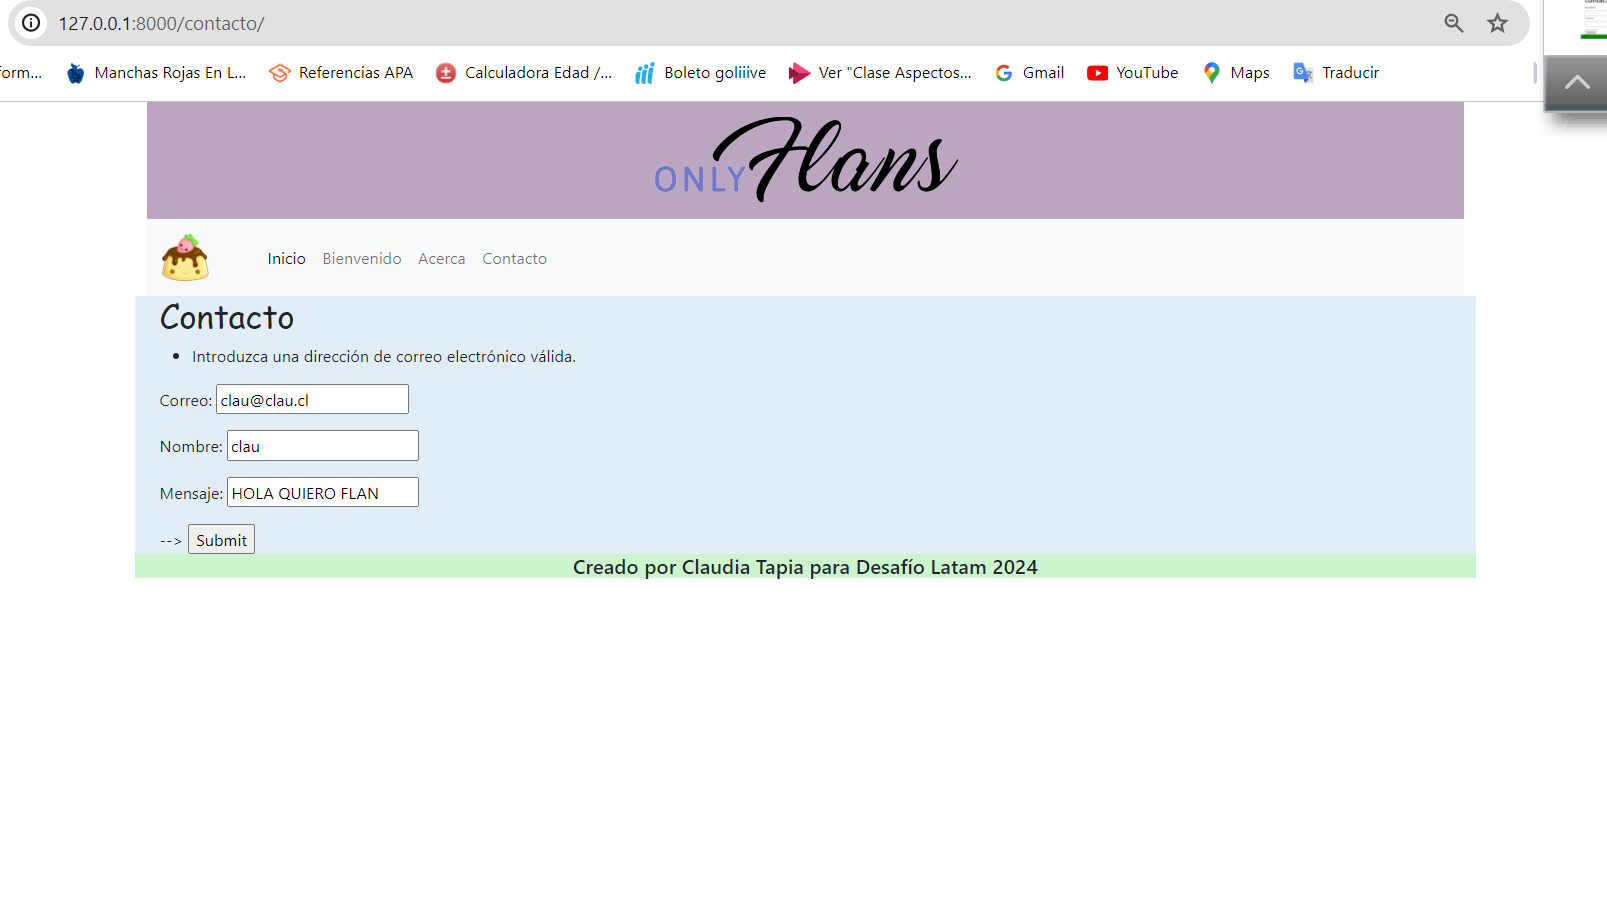 127.0.0.1:8000/contacto/
form... Manchas Rojas En L... Referencias APA Calculadora Edad /... Boleto goliiive Ver "Clase Aspectos... Gmail YouTube Maps Traducir
ONLY Flans
Inicio Bienvenido Acerca Contacto
Contacto
• Introduzca una dirección de correo electrónico válida.
Correo: clau@clau.cl
Nombre: clau
Mensaje: HOLA QUIERO FLAN
--> Submit
Creado por Claudia Tapia para Desafío Latam 2024